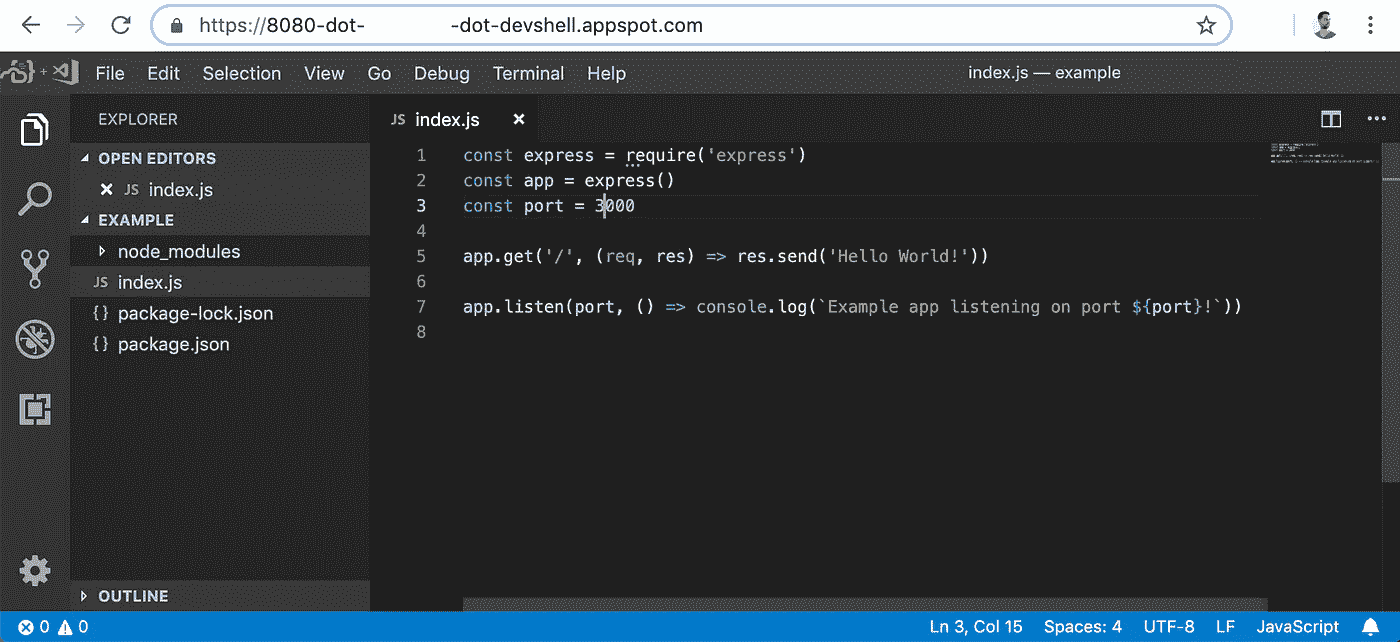 https://8080-dot- -dot-devshell.appspot.com
File Edit Selection View Go Debug Terminal Help
index.js — example
EXPLORER
OPEN EDITORS
JS index.js
EXAMPLE
node_modules
JS index.js
{} package-lock.json
{} package.json
OUTLINE
JS index.js
1 const express = require('express')
2 const app = express()
3 const port = 3000
4
5 app.get('/', (req, res) => res.send('Hello World!'))
6
7 app.listen(port, () => console.log(`Example app listening on port ${port}!`))
8
0 0
Ln 3, Col 15 Spaces: 4 UTF-8 LF JavaScript